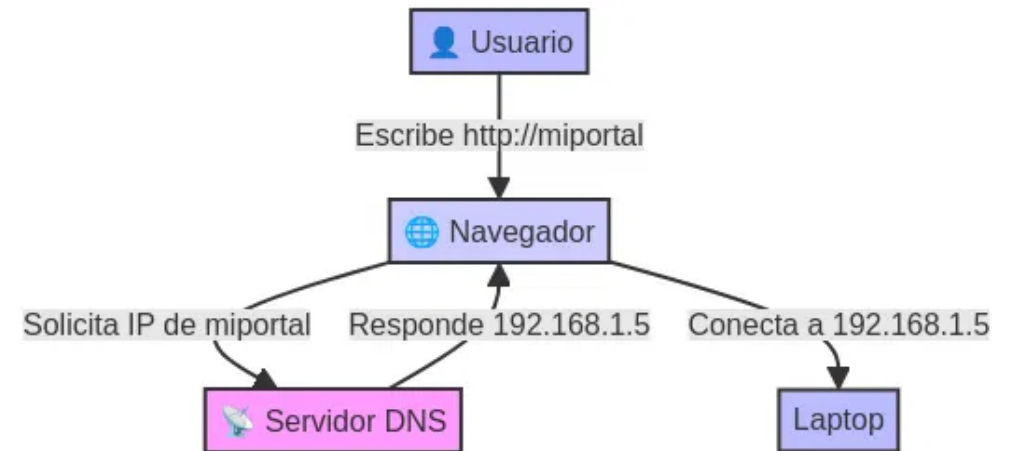 👤 Usuario
Escribe http://miportal
🌐 Navegador
Solicita IP de miportal
Responde 192.168.1.5
Conecta a 192.168.1.5
📡 Servidor DNS
Laptop